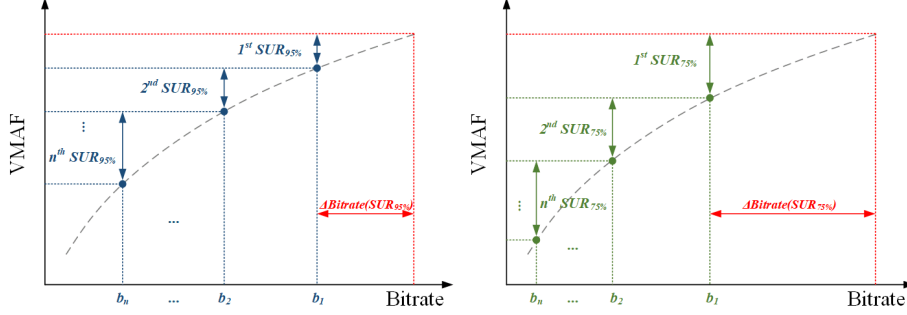 1st SUR95%
2nd SUR95%
⋮
nth SUR95%
...
ΔBitrate(SUR95%)
VMAF
bn ... b2 b1
Bitrate
1st SUR75%
2nd SUR75%
⋮
nth SUR75%
...
ΔBitrate(SUR75%)
VMAF
bn ... b2 b1
Bitrate